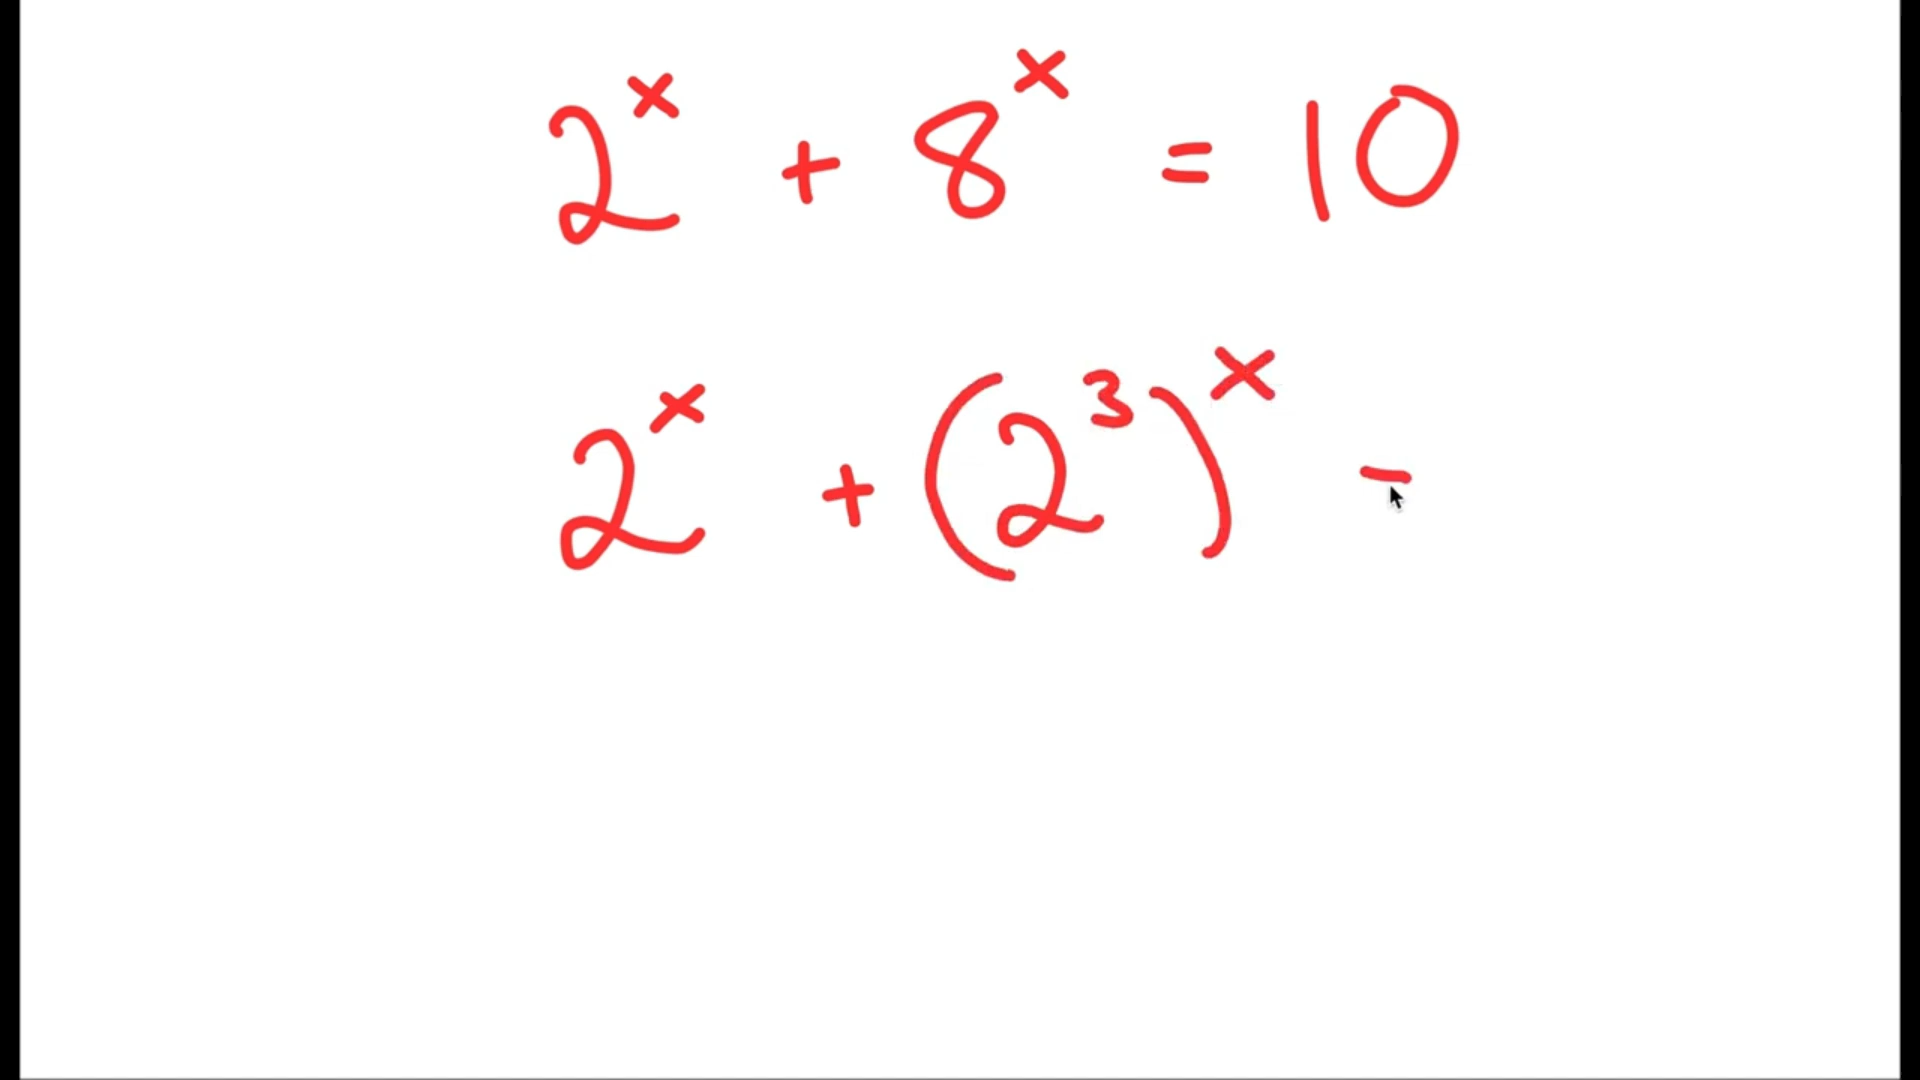 2^x + 8^x = 10
2^x + (2^3)^x -